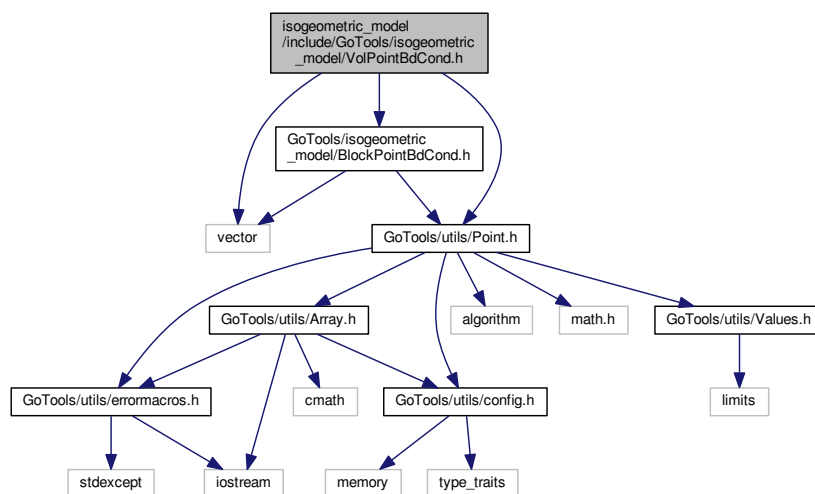 isogeometric_model
/include/GoTools/isogeometric
_model/VolPointBdCond.h
GoTools/isogeometric
_model/BlockPointBdCond.h
vector
GoTools/utils/Point.h
GoTools/utils/Array.h
algorithm
math.h
GoTools/utils/Values.h
GoTools/utils/errormacros.h
cmath
GoTools/utils/config.h
limits
stdexcept
iostream
memory
type_traits